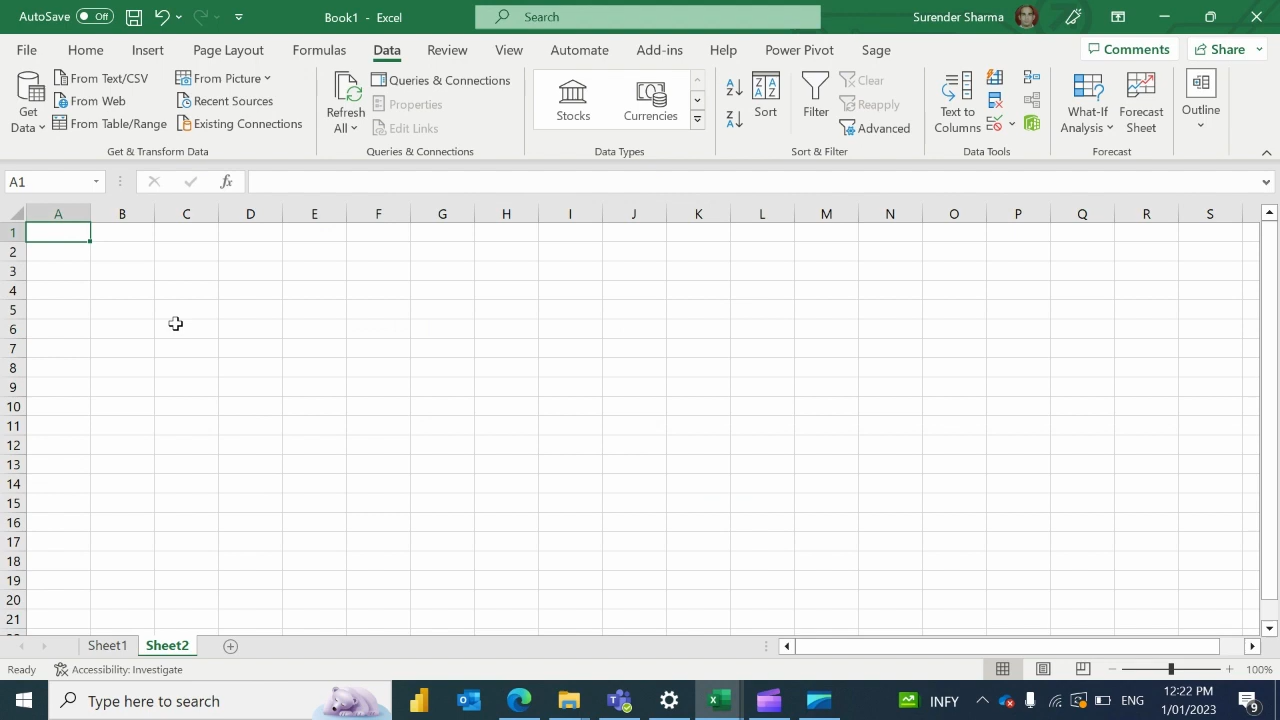 AutoSave Off Book1 - Excel Search Surender Sharma
File Home Insert Page Layout Formulas Data Review View Automate Add-ins Help Power Pivot Sage Comments Share
Get Data
From Text/CSV
From Web
From Table/Range
From Picture
Recent Sources
Existing Connections
Get & Transform Data
Refresh All
Queries & Connections
Properties
Edit Links
Queries & Connections
Stocks
Currencies
Data Types
Sort
Filter
Clear
Reapply
Advanced
Sort & Filter
Text to Columns
Data Tools
What-If Analysis
Forecast Sheet
Forecast
Outline
A1 fx
A B C D E F G H I J K L M N O P Q R S
1
2
3
4
5
6
7
8
9
10
11
12
13
14
15
16
17
18
19
20
21
Sheet1 Sheet2
Ready Accessibility: Investigate 100%
Type here to search INFY ENG 12:22 PM
1/01/2023 9